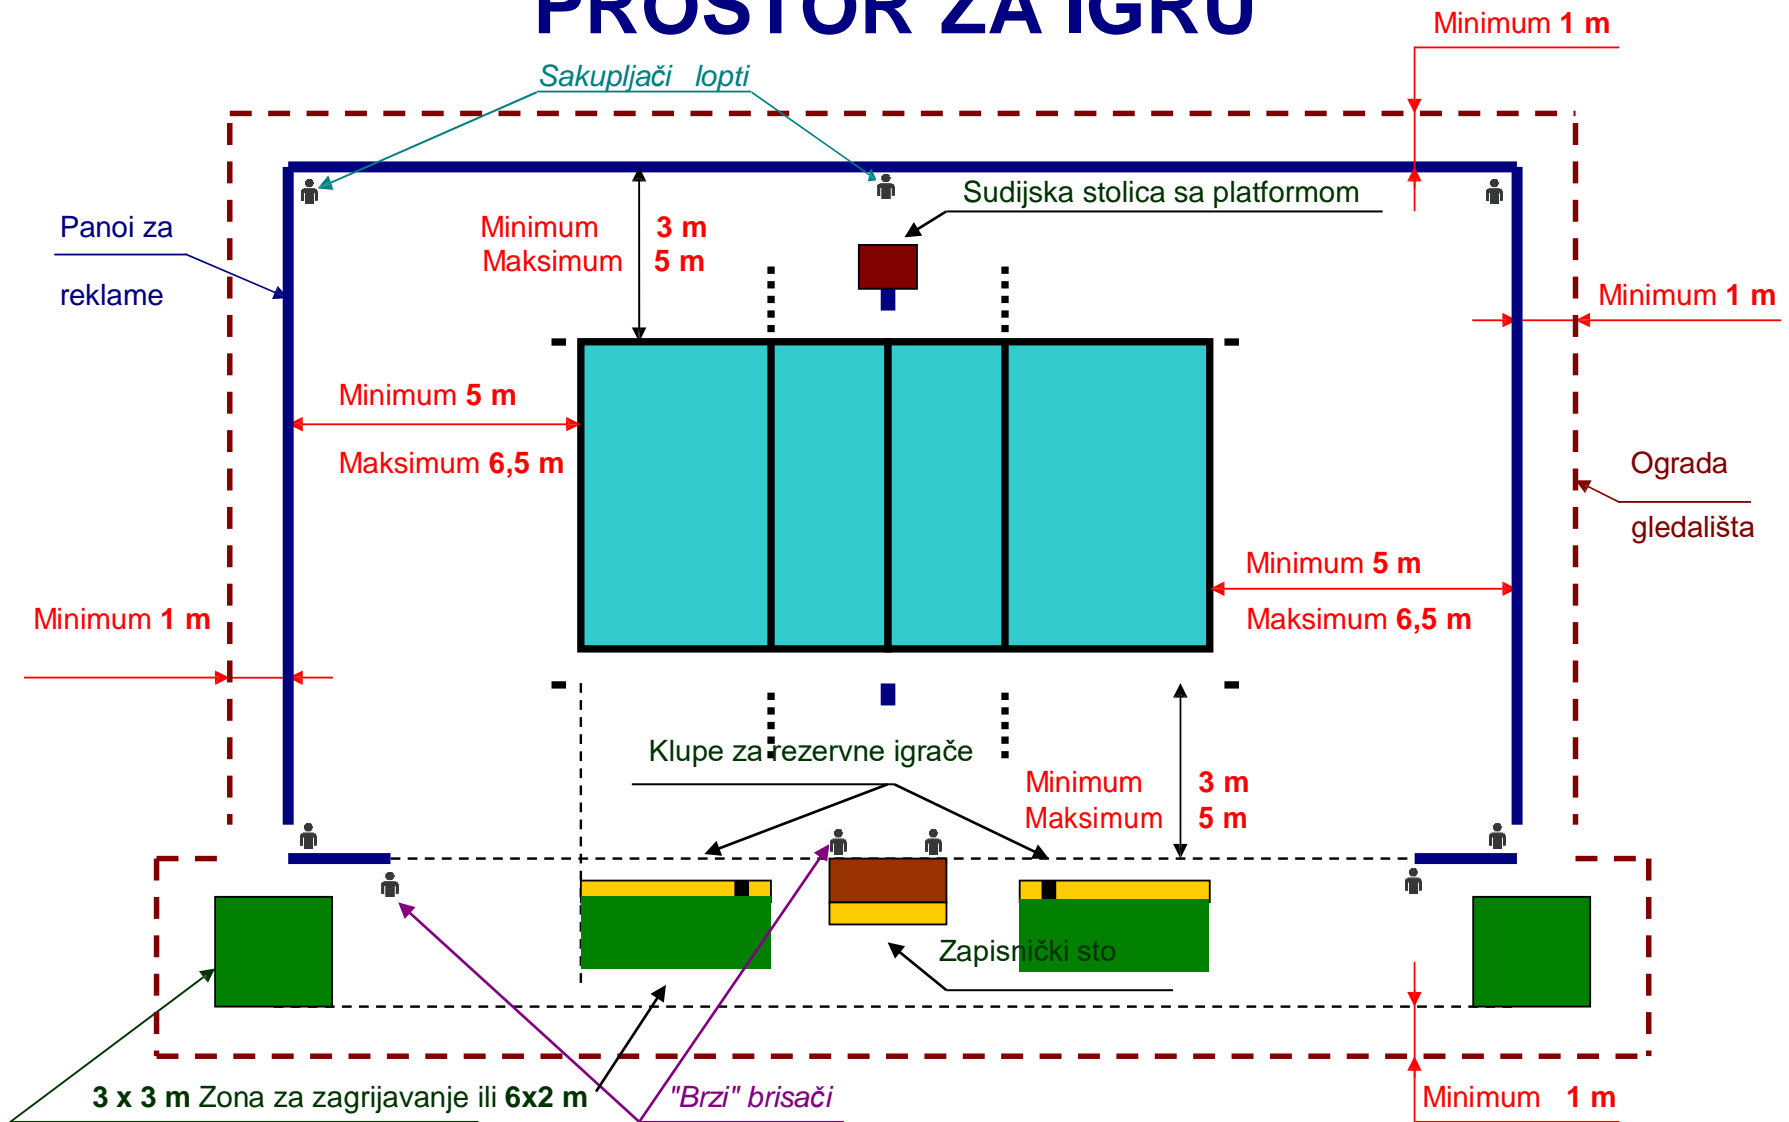 PROSTOR ZA IGRU
Minimum 1 m
Sakupljači lopti
Sudijska stolica sa platformom
Panoi za
reklame
Minimum 3 m
Maksimum 5 m
Minimum 1 m
Minimum 5 m
Maksimum 6,5 m
Ograda
gledališta
Minimum 5 m
Maksimum 6,5 m
Minimum 1 m
Klupe za rezervne igrače
Minimum 3 m
Maksimum 5 m
Zapisnički sto
3 x 3 m Zona za zagrijavanje ili 6x2 m
"Brzi" brisači
Minimum 1 m